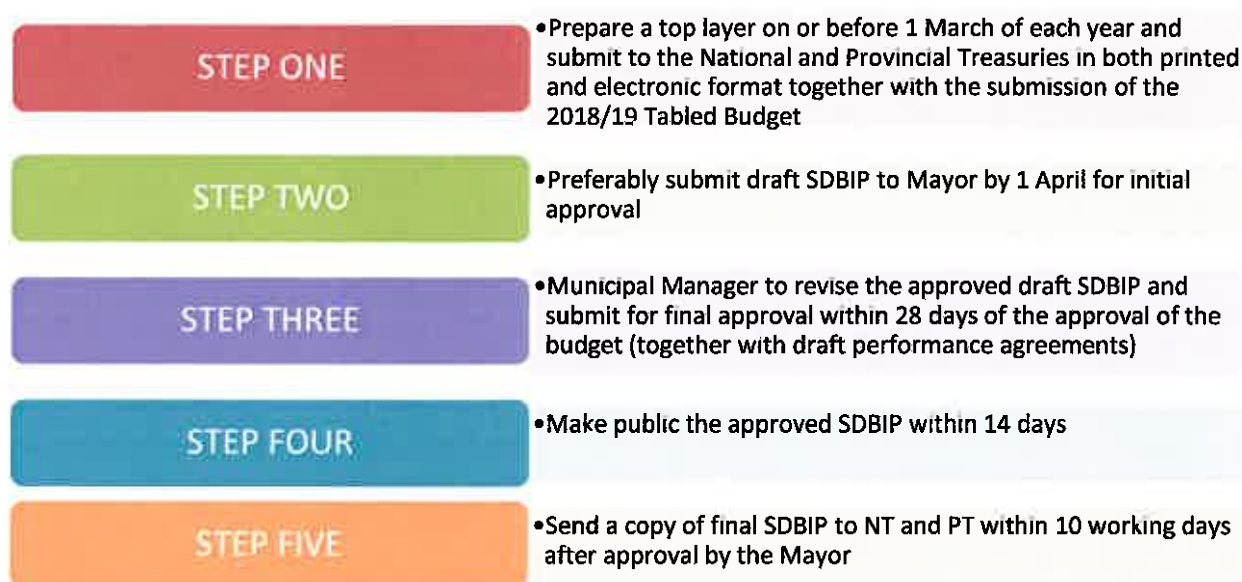 STEP ONE
•Prepare a top layer on or before 1 March of each year and
submit to the National and Provincial Treasuries in both printed
and electronic format together with the submission of the
2018/19 Tabled Budget
STEP TWO
•Preferably submit draft SDBIP to Mayor by 1 April for initial
approval
STEP THREE
•Municipal Manager to revise the approved draft SDBIP and
submit for final approval within 28 days of the approval of the
budget (together with draft performance agreements)
STEP FOUR
•Make public the approved SDBIP within 14 days
STEP FIVE
•Send a copy of final SDBIP to NT and PT within 10 working days
after approval by the Mayor